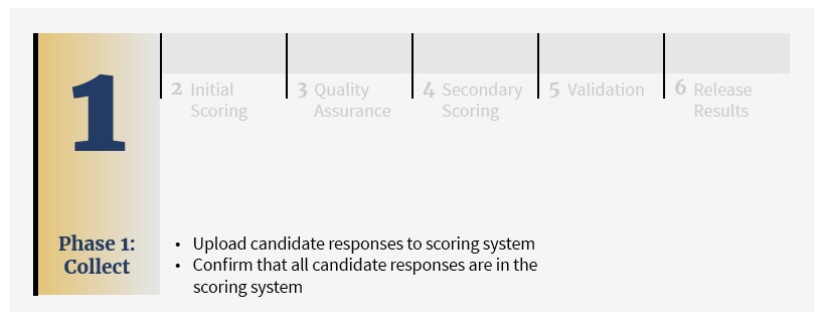 1
2 Initial
Scoring
3 Quality
Assurance
4 Secondary
Scoring
5 Validation
6 Release
Results
Phase 1:
Collect
• Upload candidate responses to scoring system
• Confirm that all candidate responses are in the
scoring system